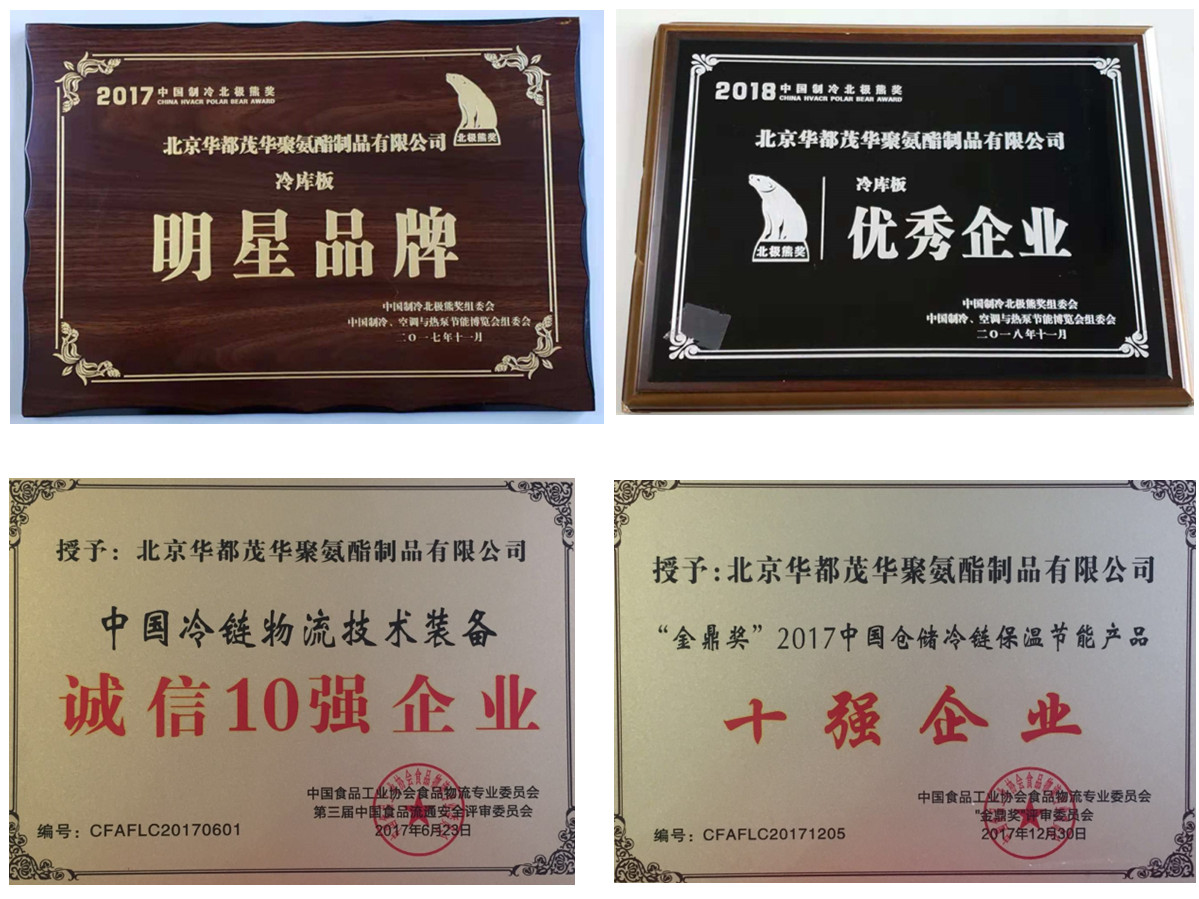 2017 中国制冷北极熊奖
CHINA HVACR POLAR BEAR AWARD
北极熊奖
北京华都茂华聚氨酯制品有限公司
冷库板
明星品牌
中国制冷北极熊奖组委会
中国制冷、空调与热泵节能博览会组委会
二〇一七年十一月
2018 中国制冷北极熊奖
CHINA HVACR POLAR BEAR AWARD
北京华都茂华聚氨酯制品有限公司
冷库板
北极熊奖
优秀企业
中国制冷北极熊奖组委会
中国制冷、空调与热泵节能博览会组委会
二〇一八年十一月
授予：北京华都茂华聚氨酯制品有限公司
中国冷链物流技术装备
诚信10强企业
中国食品工业协会食品物流专业委员会
第三届中国食品流通安全评审委员会
编号：CFAFLC20170601
2017年6月23日
授予：北京华都茂华聚氨酯制品有限公司
“金鼎奖”2017中国仓储冷链保温节能产品
十强企业
中国食品工业协会食品物流专业委员会
"金鼎奖"评审委员会
编号：CFAFLC20171205
2017年12月30日